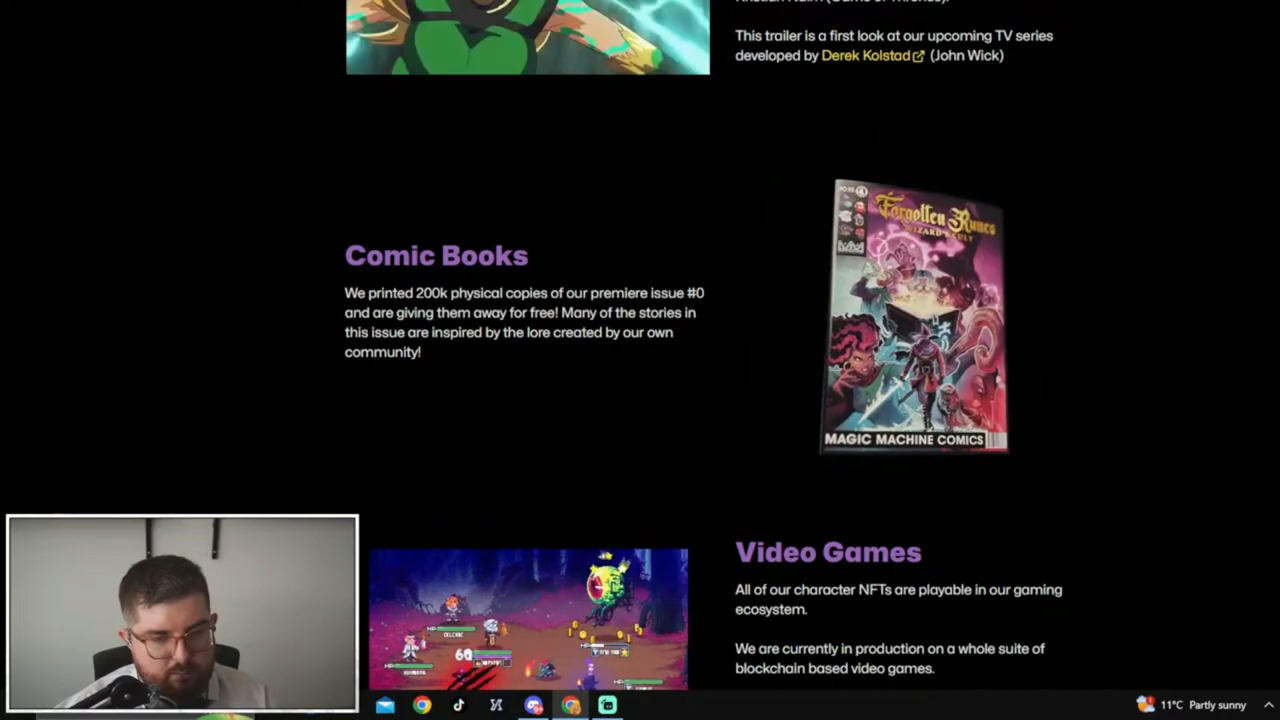 This trailer is a first look at our upcoming TV series
developed by Derek Kolstad (John Wick)
Forgotten Runes
WIZARD'S CULT
Comic Books
We printed 200k physical copies of our premiere issue #0
and are giving them away for free! Many of the stories in
this issue are inspired by the lore created by our own
community!
MAGIC MACHINE COMICS
Video Games
All of our character NFTs are playable in our gaming
ecosystem.
We are currently in production on a whole suite of
blockchain based video games.
11°C Partly sunny